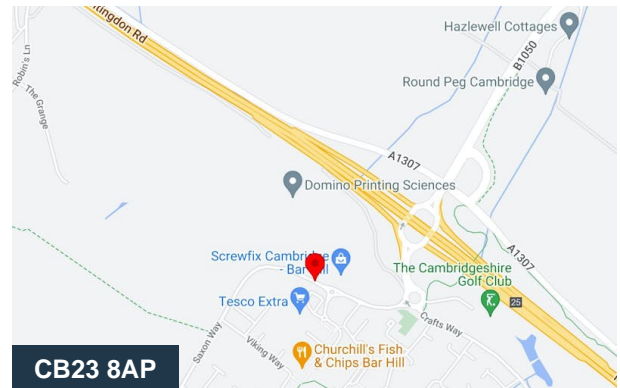 Huntingdon Rd
Hazlewell Cottages
B1050
Robin's Ln
Round Peg Cambridge
The Grange
A1307
Domino Printing Sciences
A1307
Screwfix Cambridge
- Bar Hill
The Cambridgeshire
Golf Club
25
Tesco Extra
Crafts Way
Saxon Way
Viking Way
Churchill's Fish
& Chips Bar Hill
CB23 8AP